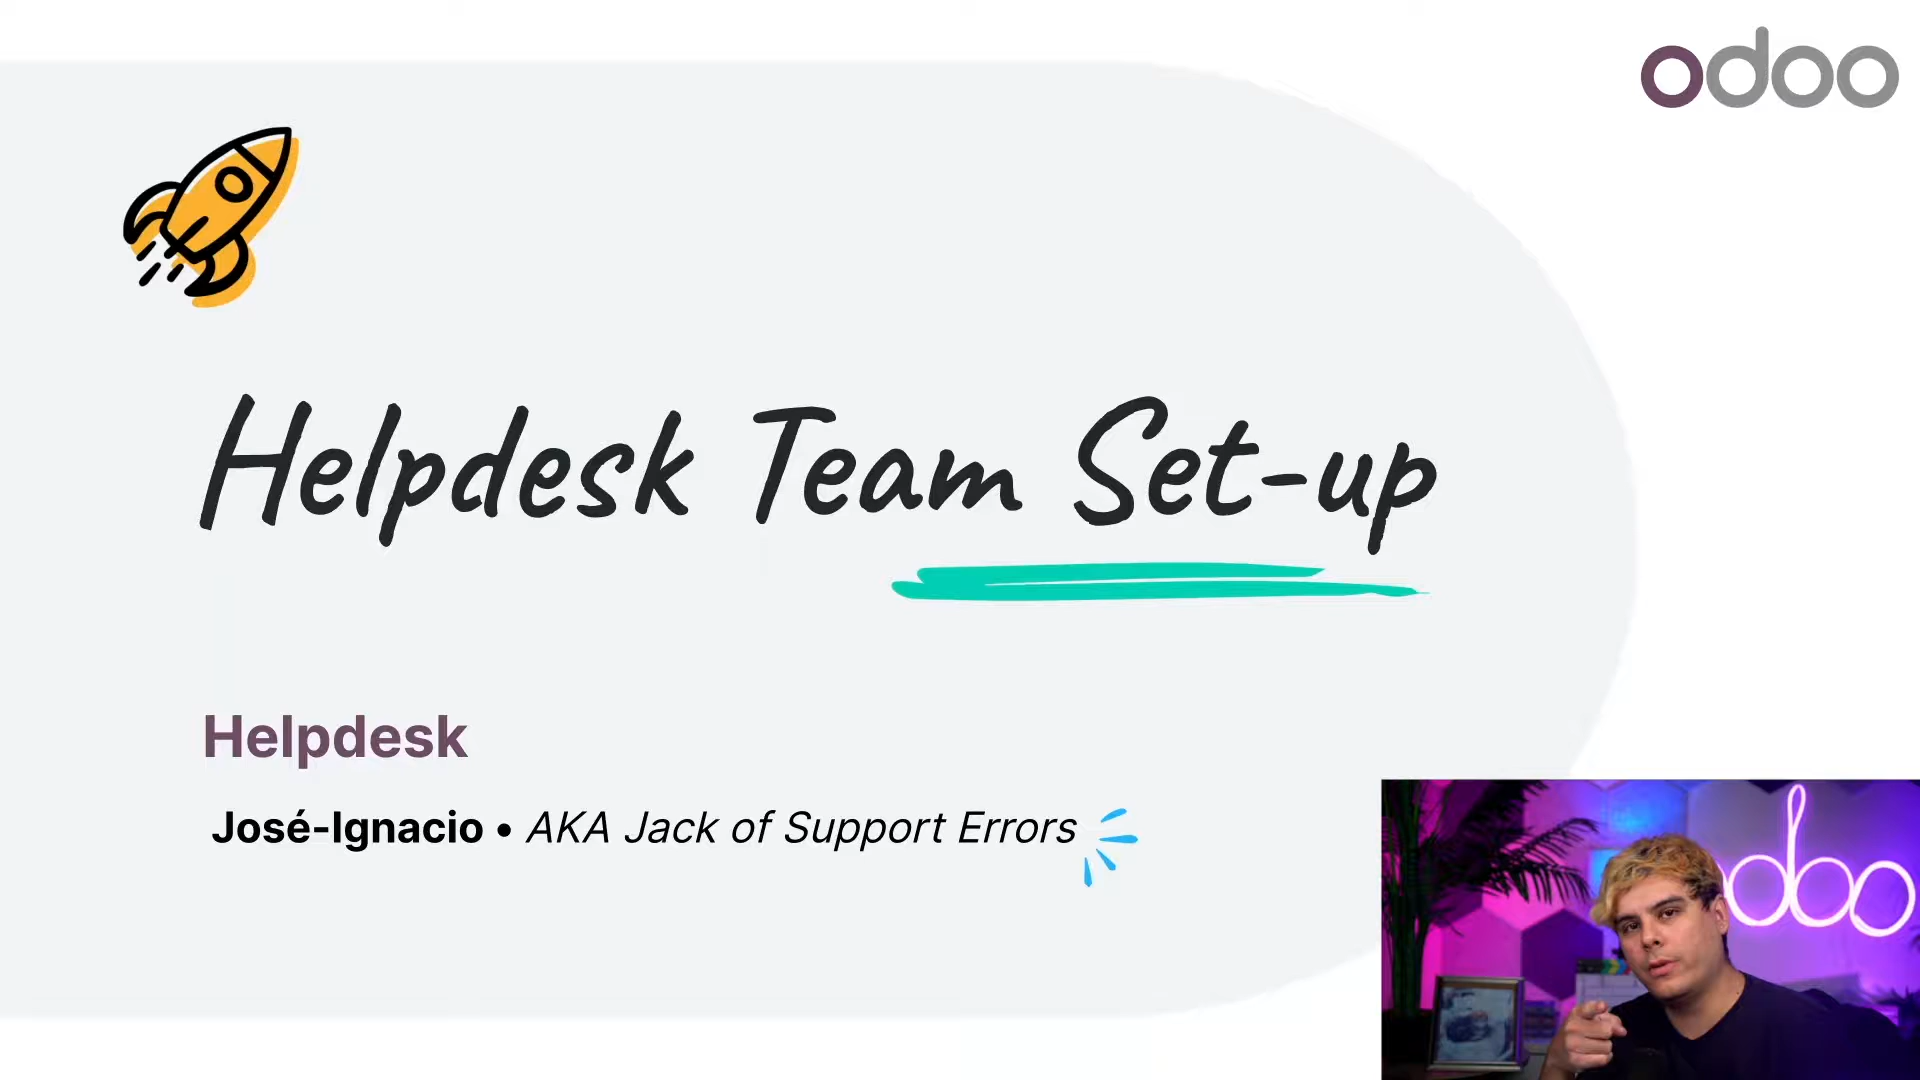 odoo
Helpdesk Team Set-up
Helpdesk
José-Ignacio • AKA Jack of Support Errors
odoo